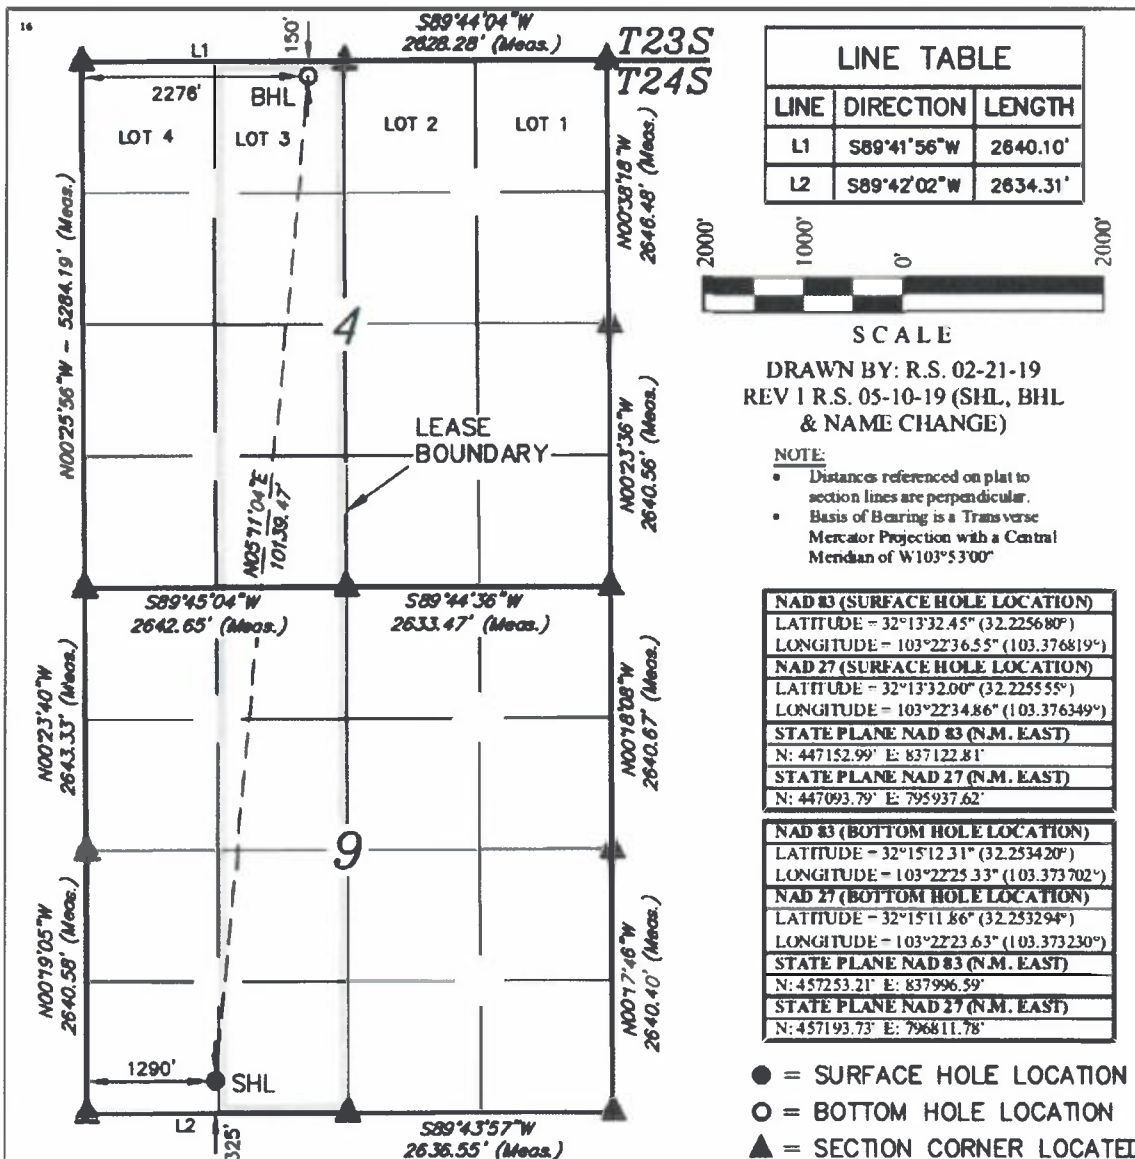 16
S89°44'04"W
2628.28' (Meas.)
T23S
T24S
L1
150'
2276'
BHL
LOT 4
LOT 3
LOT 2
LOT 1
N00°25'56"W - 5284.19' (Meas.)
N00°38'18"W
2646.48' (Meas.)
4
LEASE
BOUNDARY
N00°23'36"W
2640.56' (Meas.)
N05°11'04"E
10139.47'
S89°45'04"W
2642.65' (Meas.)
S89°44'36"W
2633.47' (Meas.)
N00°23'40"W
2643.33' (Meas.)
N00°18'08"W
2640.67' (Meas.)
9
N00°19'05"W
2640.58' (Meas.)
N00°17'46"W
2640.40' (Meas.)
1290'
SHL
L2
325'
S89°43'57"W
2636.55' (Meas.)
LINE TABLE
LINE DIRECTION LENGTH
L1 S89°41'56"W 2640.10'
L2 S89°42'02"W 2634.31'
2000' 1000' 0' 2000'
SCALE
DRAWN BY: R.S. 02-21-19
REV 1 R.S. 05-10-19 (SHL, BHL
& NAME CHANGE)
NOTE:
• Distances referenced on plat to
section lines are perpendicular.
• Basis of Bearing is a Transverse
Mercator Projection with a Central
Meridian of W103°53'00"
NAD 83 (SURFACE HOLE LOCATION)
LATITUDE = 32°13'32.45" (32.225680°)
LONGITUDE = 103°22'36.55" (103.376819°)
NAD 27 (SURFACE HOLE LOCATION)
LATITUDE = 32°13'32.00" (32.225555°)
LONGITUDE = 103°22'34.86" (103.376349°)
STATE PLANE NAD 83 (N.M. EAST)
N: 447152.99' E: 837122.81'
STATE PLANE NAD 27 (N.M. EAST)
N: 447093.79' E: 795937.62'
NAD 83 (BOTTOM HOLE LOCATION)
LATITUDE = 32°15'12.31" (32.253420°)
LONGITUDE = 103°22'25.33" (103.373702°)
NAD 27 (BOTTOM HOLE LOCATION)
LATITUDE = 32°15'11.86" (32.253294°)
LONGITUDE = 103°22'23.63" (103.373230°)
STATE PLANE NAD 83 (N.M. EAST)
N: 457253.21' E: 837996.59'
STATE PLANE NAD 27 (N.M. EAST)
N: 457193.73' E: 796811.78'
● = SURFACE HOLE LOCATION
○ = BOTTOM HOLE LOCATION
▲ = SECTION CORNER LOCATED